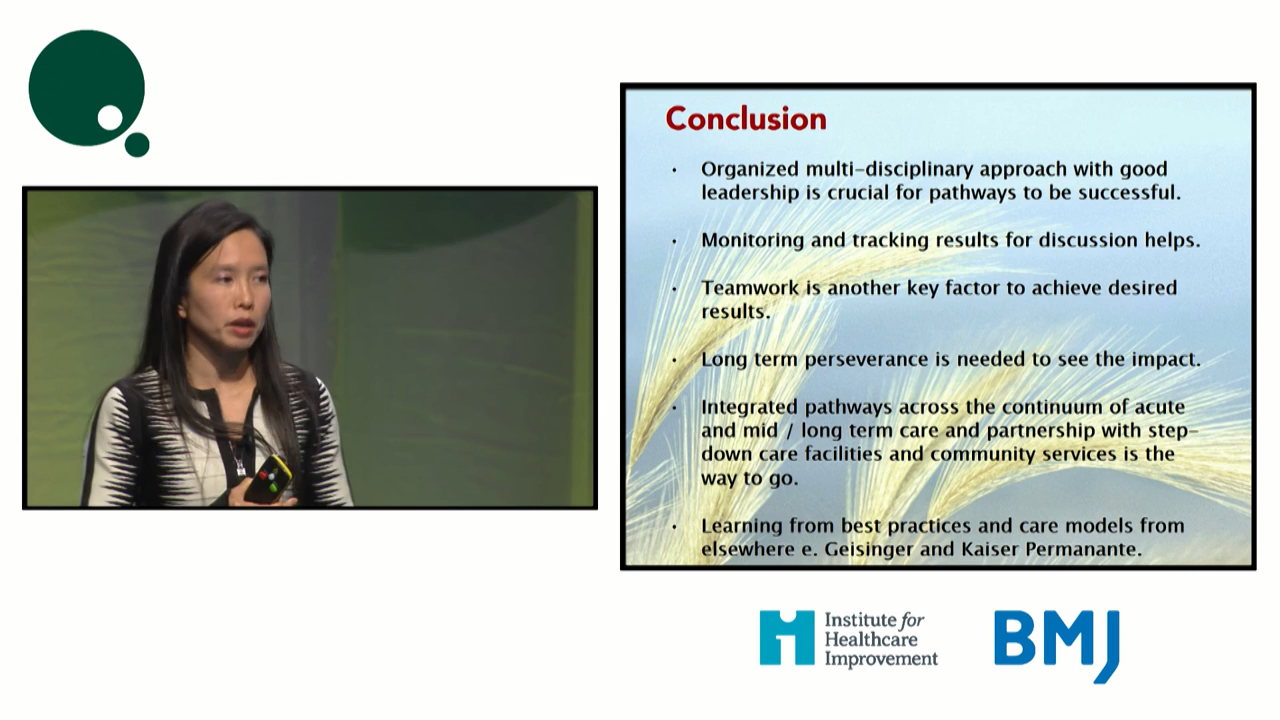 Conclusion
· Organized multi-disciplinary approach with good
leadership is crucial for pathways to be successful.
· Monitoring and tracking results for discussion helps.
· Teamwork is another key factor to achieve desired
results.
· Long term perseverance is needed to see the impact.
· Integrated pathways across the continuum of acute
and mid / long term care and partnership with step-
down care facilities and community services is the
way to go.
· Learning from best practices and care models from
elsewhere e. Geisinger and Kaiser Permanante.
Institute for
Healthcare
Improvement
BMJ